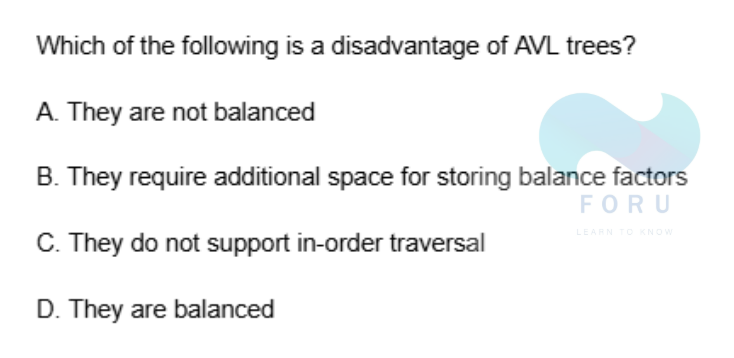 Which of the following is a disadvantage of AVL trees?
A. They are not balanced
B. They require additional space for storing balance factors
FORU
LEARN TO KNOW
C. They do not support in-order traversal
D. They are balanced